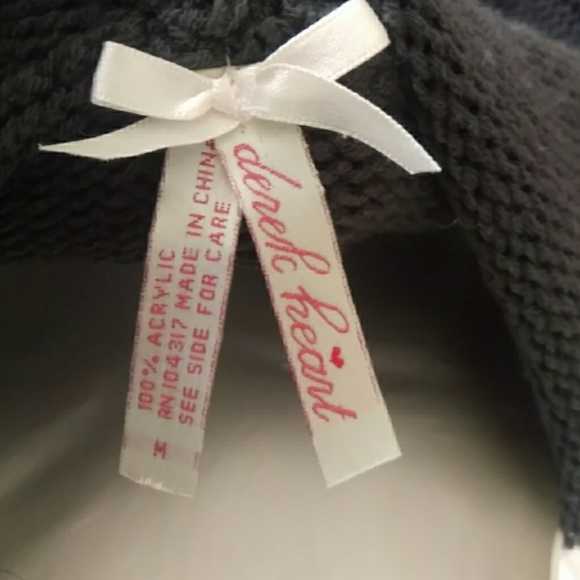 100% ACRYLIC
RN 104317 MADE IN CHINA
SEE SIDE FOR CARE
M
derek heart